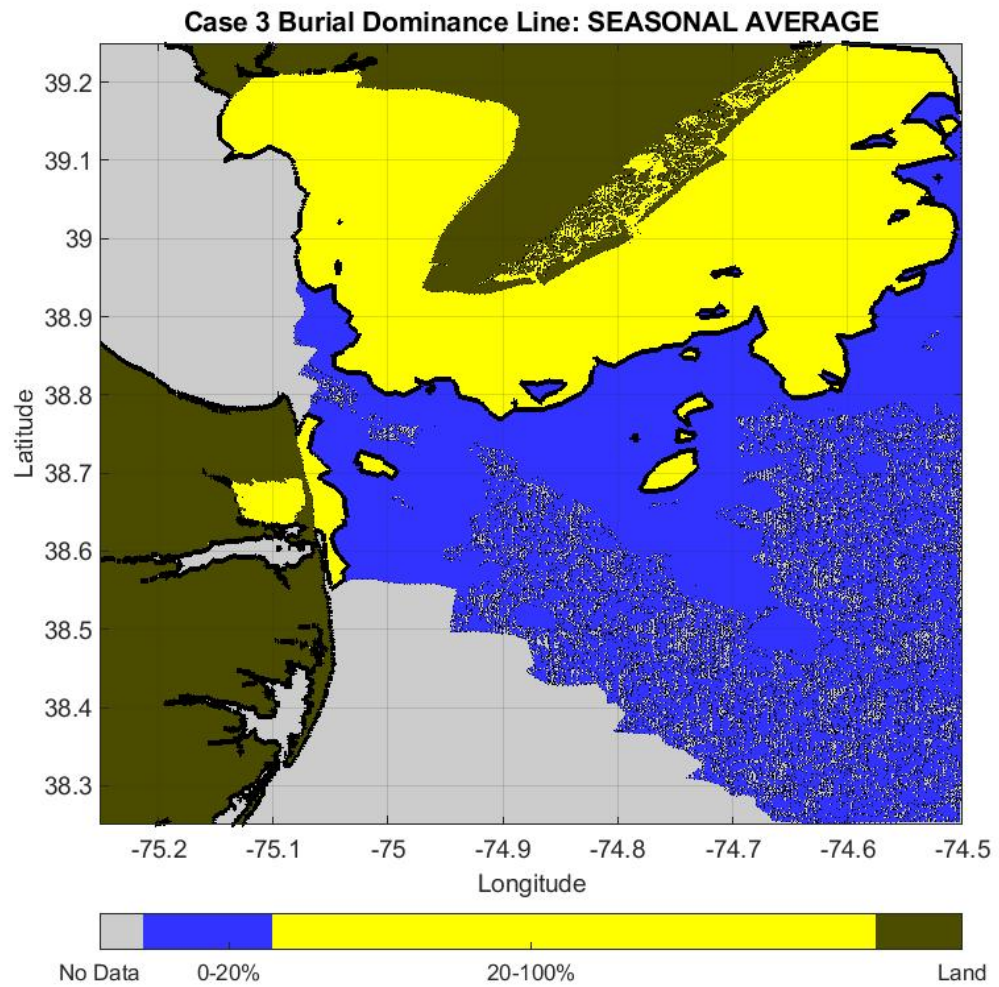 Case 3 Burial Dominance Line: SEASONAL AVERAGE
39.2
39.1
39
38.9
38.8
38.7
38.6
38.5
38.4
38.3
Latitude
-75.2 -75.1 -75 -74.9 -74.8 -74.7 -74.6 -74.5
Longitude
No Data 0-20% 20-100% Land